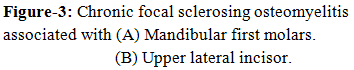 Figure-3: Chronic focal sclerosing osteomyelitis
associated with (A) Mandibular first molars.
(B) Upper lateral incisor.